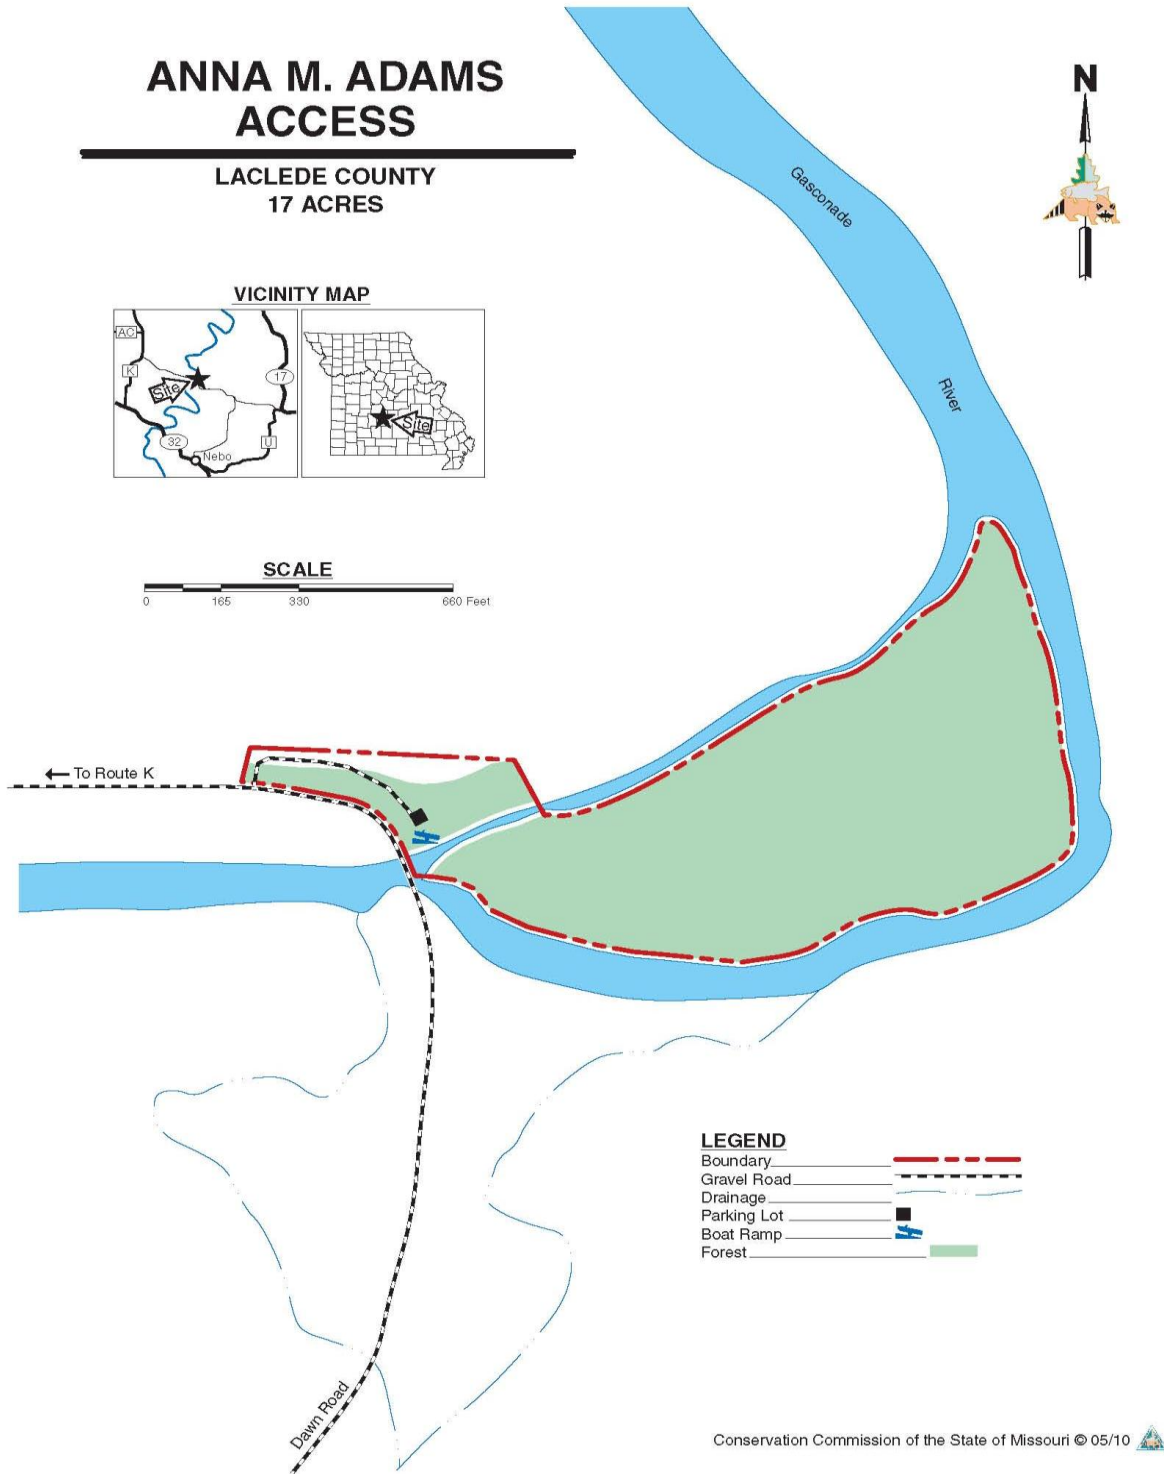 ANNA M. ADAMS
ACCESS
LACLEDE COUNTY
17 ACRES
N
Gasconade
River
VICINITY MAP
AC
K
Site
17
32
U
Nebo
Site
SCALE
0 165 330 660 Feet
To Route K
Dawn Road
LEGEND
Boundary
Gravel Road
Drainage
Parking Lot
Boat Ramp
Forest
Conservation Commission of the State of Missouri © 05/10